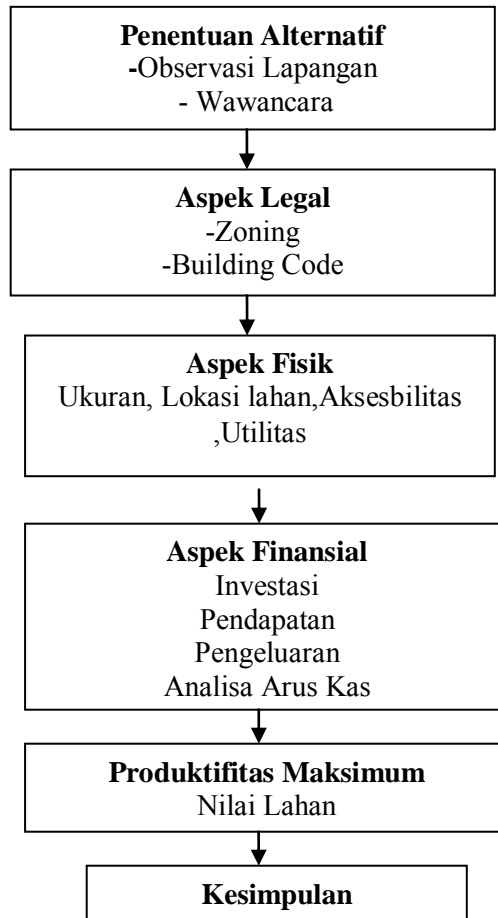 Penentuan Alternatif
-Observasi Lapangan
- Wawancara
Aspek Legal
-Zoning
-Building Code
Aspek Fisik
Ukuran, Lokasi lahan,Aksesbilitas
,Utilitas
Aspek Finansial
Investasi
Pendapatan
Pengeluaran
Analisa Arus Kas
Produktifitas Maksimum
Nilai Lahan
Kesimpulan